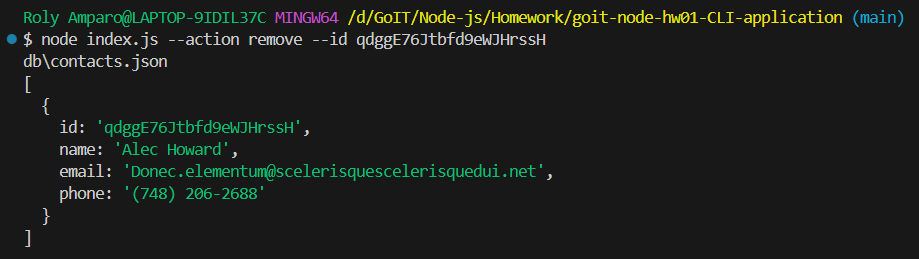 Roly Amparo@LAPTOP-9IDIL37C MINGW64 /d/GoIT/Node-js/Homework/goit-node-hw01-CLI-application (main)
$ node index.js --action remove --id qdggE76Jtbfd9eWJHrssH
db\contacts.json
[
  {
    id: 'qdggE76Jtbfd9eWJHrssH',
    name: 'Alec Howard',
    email: 'Donec.elementum@scelerisquescelerisquedui.net',
    phone: '(748) 206-2688'
  }
]